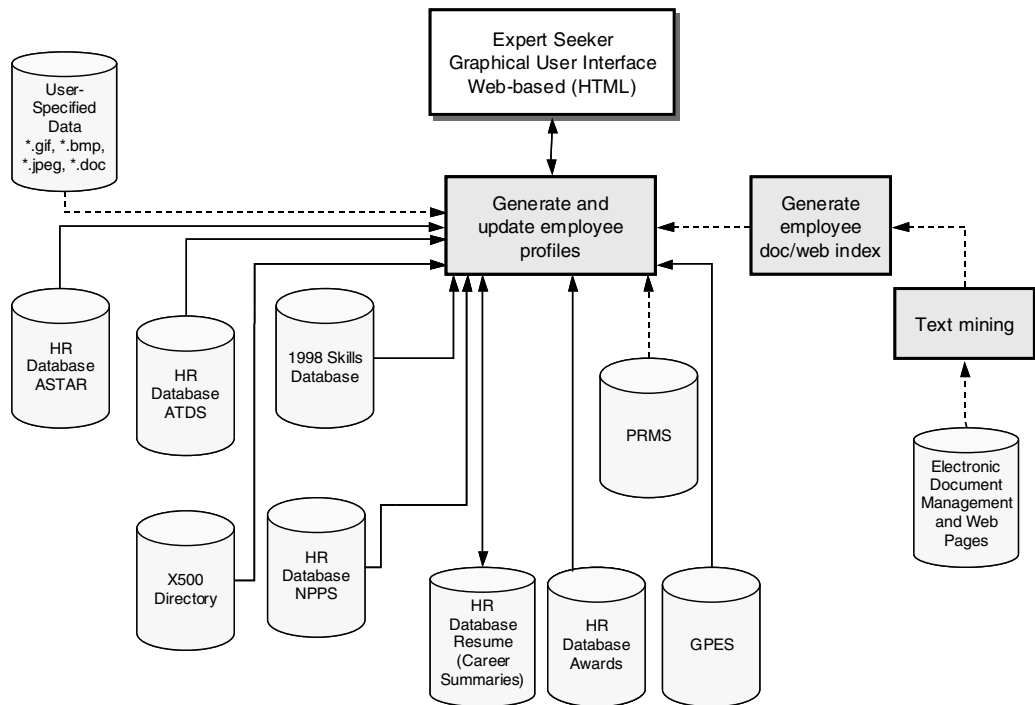 Expert Seeker
Graphical User Interface
Web-based (HTML)
User-
Specified
Data
*.gif, *.bmp,
*.jpeg, *.doc
Generate and
update employee
profiles
Generate
employee
doc/web index
Text mining
HR
Database
ASTAR
HR
Database
ATDS
1998 Skills
Database
PRMS
Electronic
Document
Management
and Web
Pages
X500
Directory
HR
Database
NPPS
HR
Database
Resume
(Career
Summaries)
HR
Database
Awards
GPES